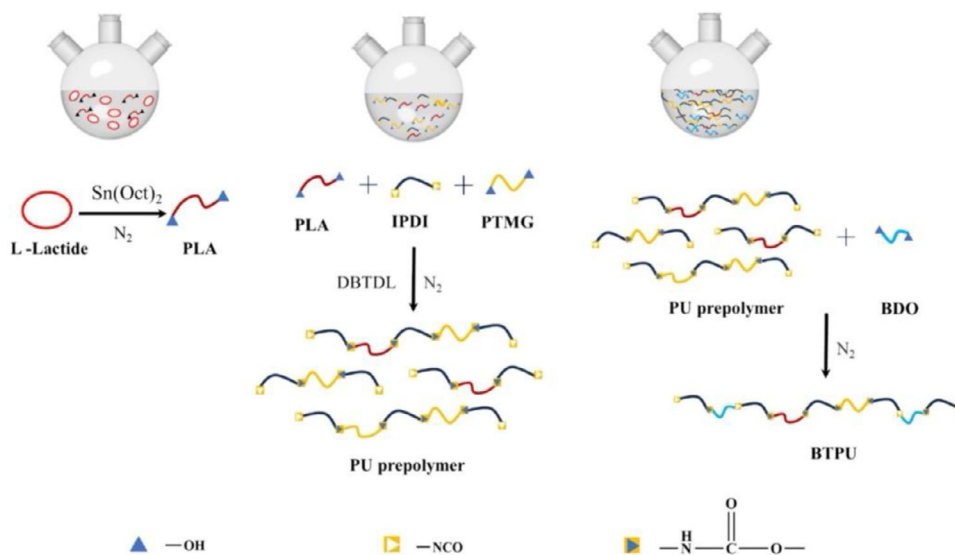 Sn(Oct)2
N2
L -Lactide
PLA
PLA
IPDI
PTMG
DBTDL
N2
PU prepolymer
PU prepolymer
BDO
N2
BTPU
—OH
—NCO
O
H
—N—C—O—